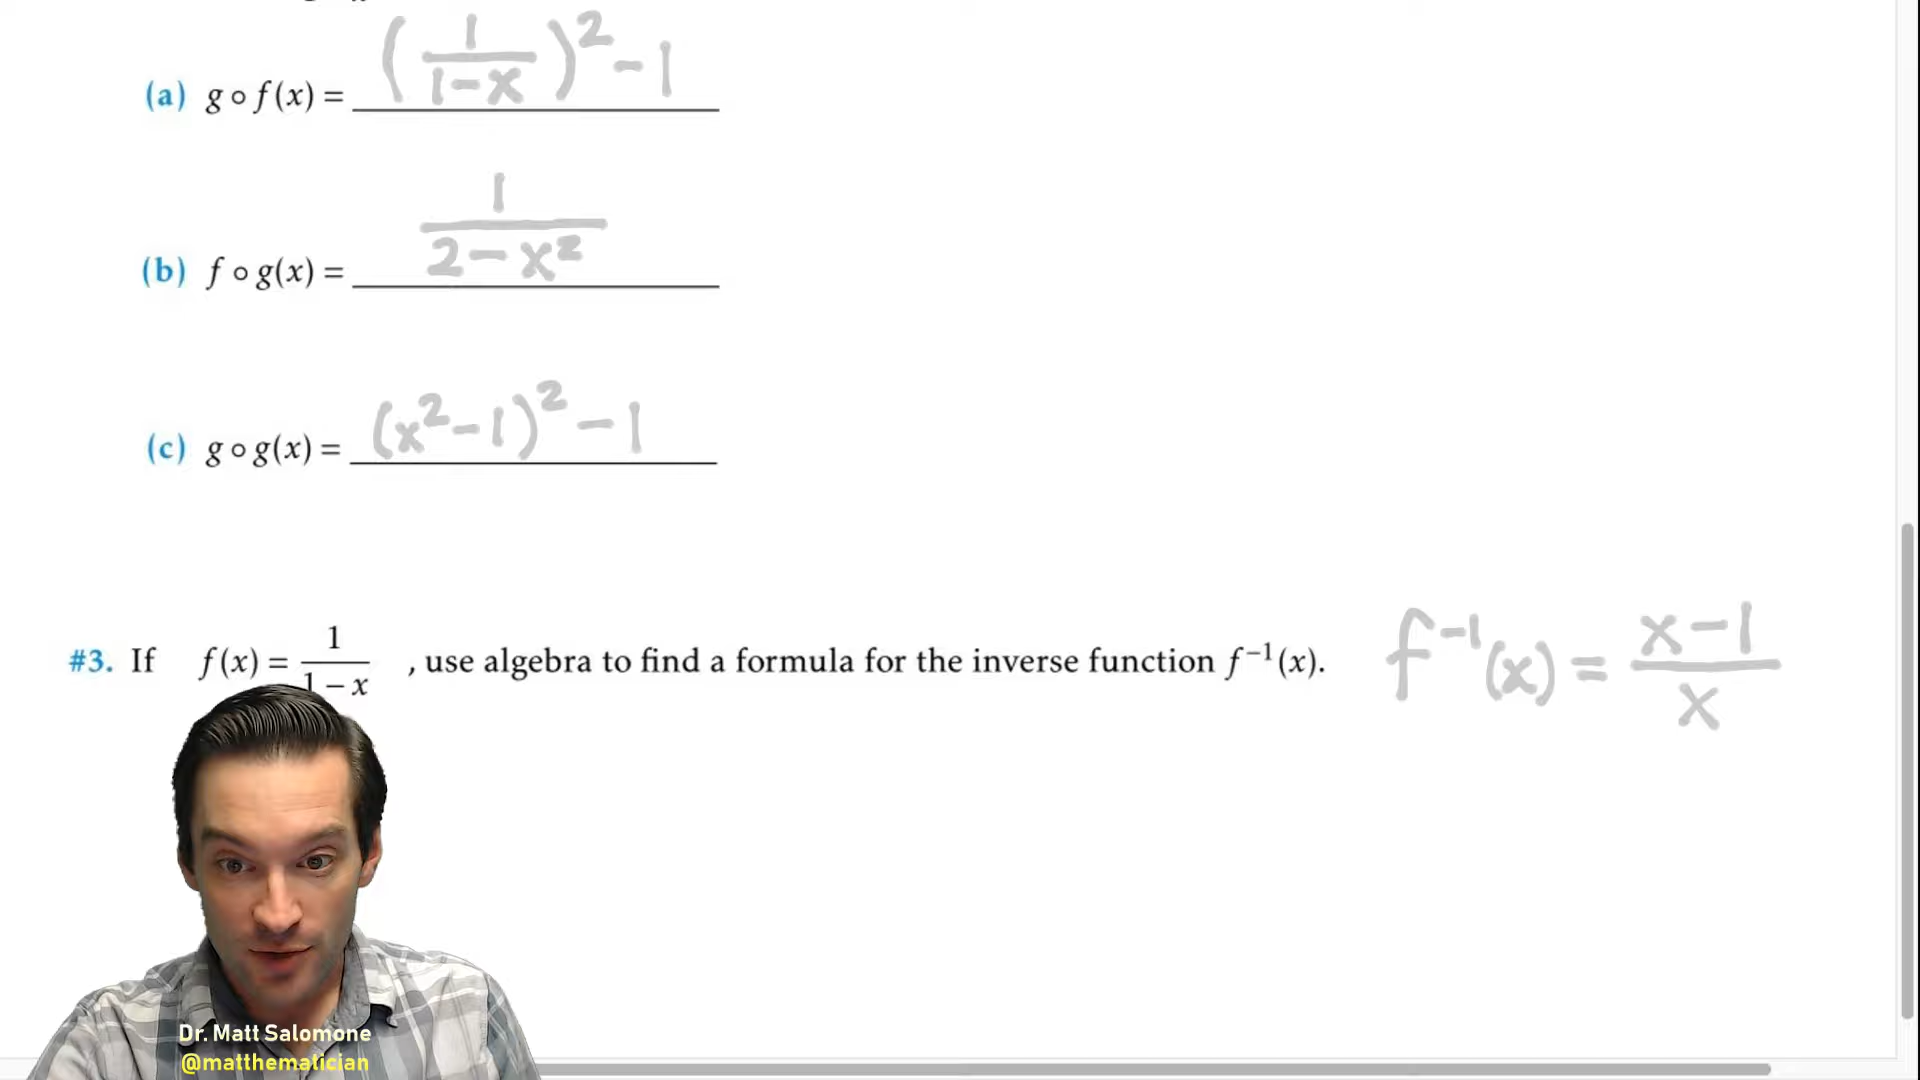 (a) g ∘ f(x) = (1/(1-x))² - 1
(b) f ∘ g(x) = 1/(2-x²)
(c) g ∘ g(x) = (x²-1)² - 1
#3. If f(x) = 1/(1-x) , use algebra to find a formula for the inverse function f⁻¹(x). f⁻¹(x) = (x-1)/x
Dr. Matt Salomone
@matthematician